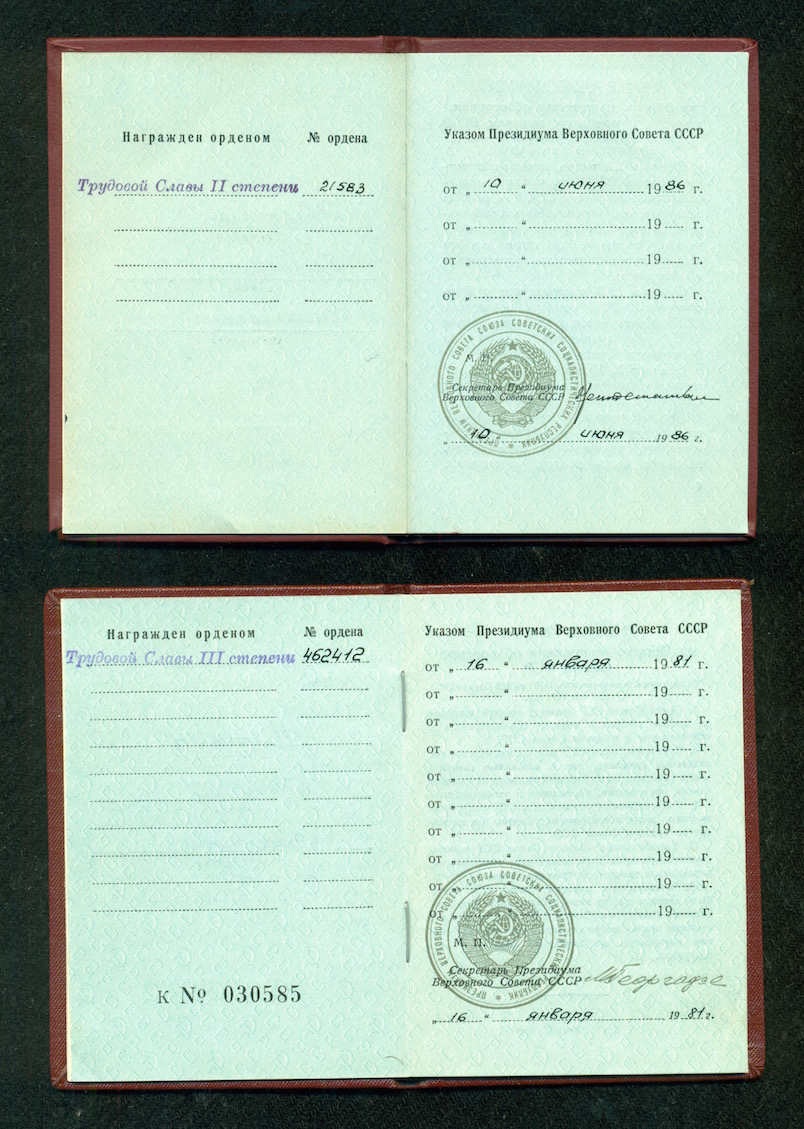 Награжден орденом
№ ордена
Трудовой Славы II степени 21583
Указом Президиума Верховного Совета СССР
от „ 10 “ июня 1986 г.
от „ “ 19 г.
от „ “ 19 г.
от „ “ 19 г.
М. П.
Секретарь Президиума
Верховного Совета СССР
„ 10 “ июня 1986 г.
Награжден орденом
№ ордена
Трудовой Славы III степени 462412
К № 030585
Указом Президиума Верховного Совета СССР
от „ 16 “ января 1981 г.
от „ “ 19 г.
от „ “ 19 г.
от „ “ 19 г.
от „ “ 19 г.
от „ “ 19 г.
от „ “ 19 г.
от „ “ 19 г.
от „ “ 19 г.
от „ “ 19 г.
М. П.
Секретарь Президиума
Верховного Совета СССР МГеоргадзе
„ 16 “ января 1981 г.